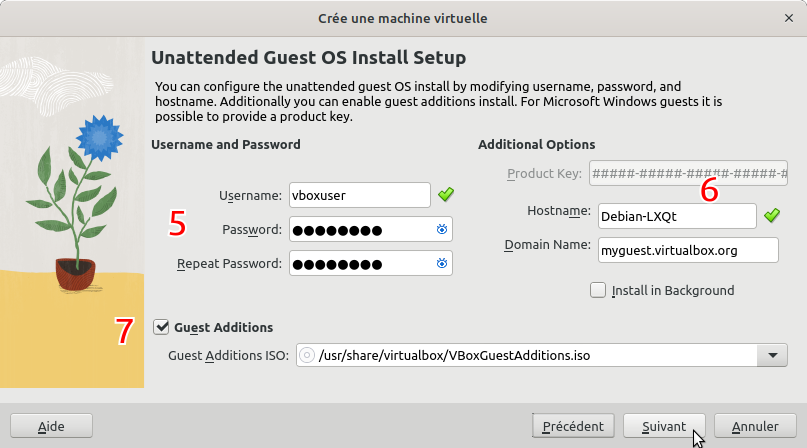 Crée une machine virtuelle
Unattended Guest OS Install Setup
You can configure the unattended guest OS install by modifying username, password, and
hostname. Additionally you can enable guest additions install. For Microsoft Windows guests it is
possible to provide a product key.
Username and Password
Additional Options
Product Key: #####-#####-#####-#####-#
6
Username: vboxuser
Hostname: Debian-LXQt
5
Password: ●●●●●●●●
Domain Name: myguest.virtualbox.org
Repeat Password: ●●●●●●●●
Install in Background
7
Guest Additions
Guest Additions ISO: /usr/share/virtualbox/VBoxGuestAdditions.iso
Aide
Précédent
Suivant
Annuler